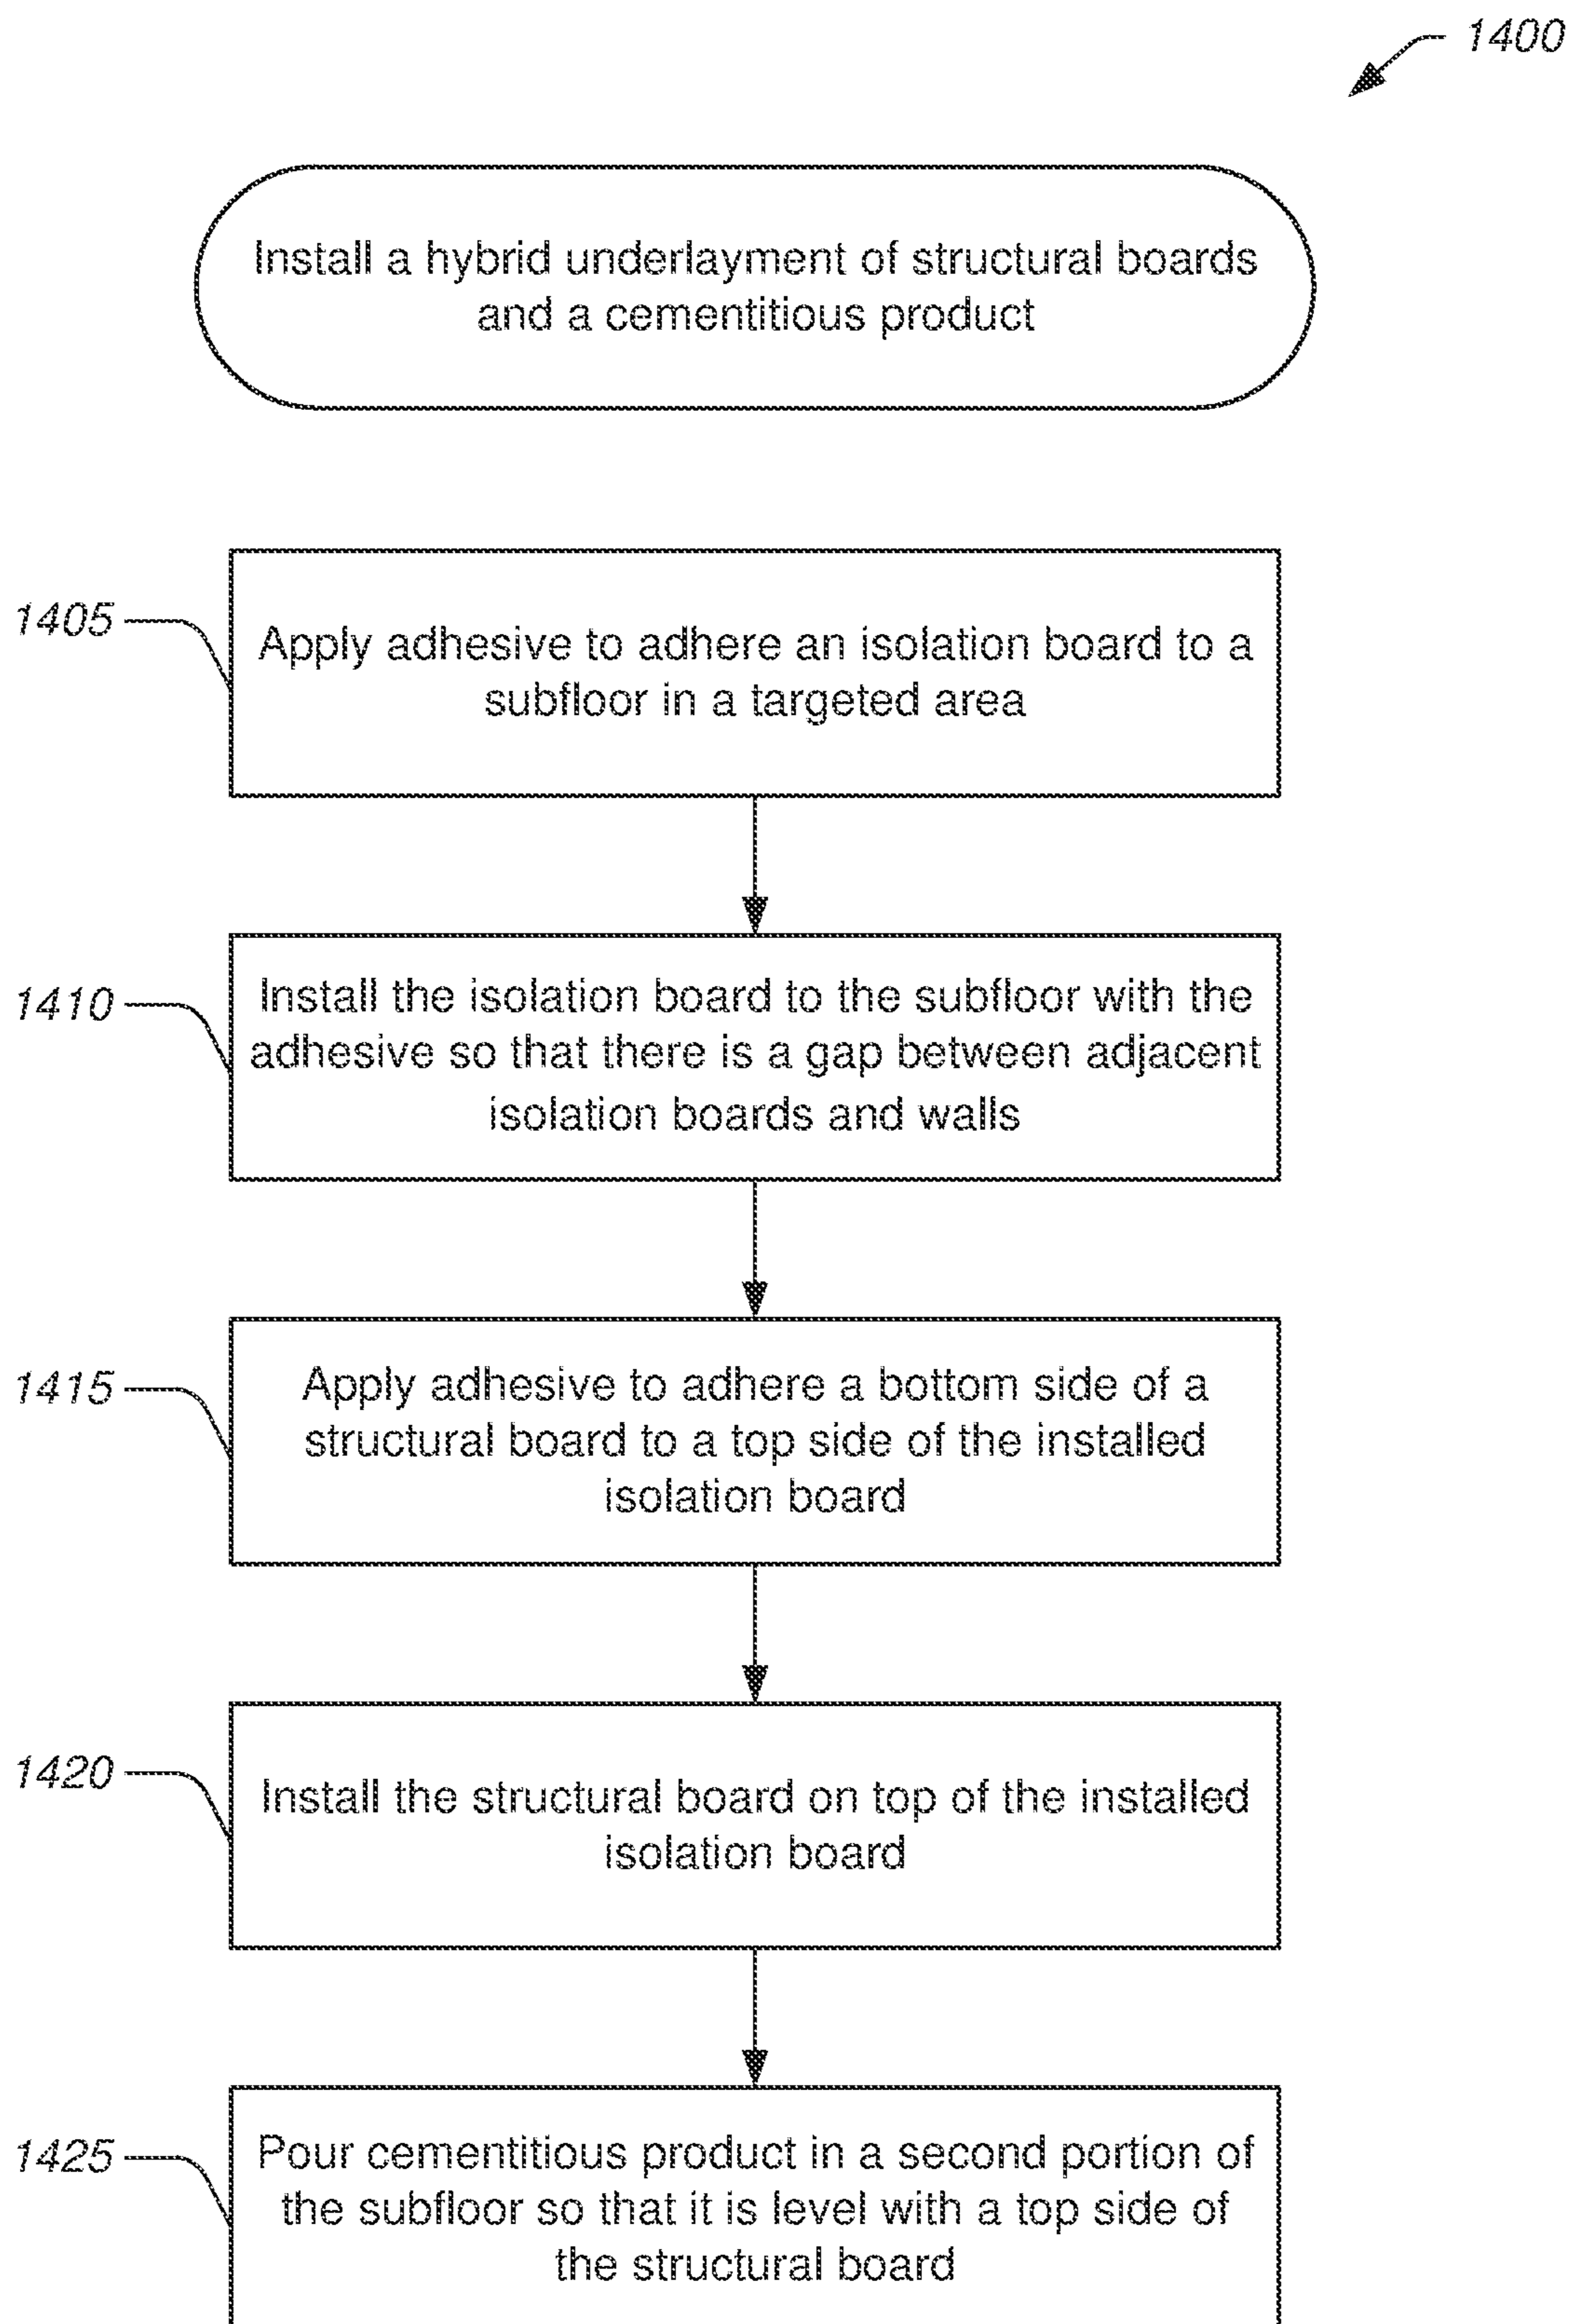 1400
Install a hybrid underlayment of structural boards
and a cementitious product
1405
Apply adhesive to adhere an isolation board to a
subfloor in a targeted area
1410
Install the isolation board to the subfloor with the
adhesive so that there is a gap between adjacent
isolation boards and walls
1415
Apply adhesive to adhere a bottom side of a
structural board to a top side of the installed
isolation board
1420
Install the structural board on top of the installed
isolation board
1425
Pour cementitious product in a second portion of
the subfloor so that it is level with a top side of
the structural board